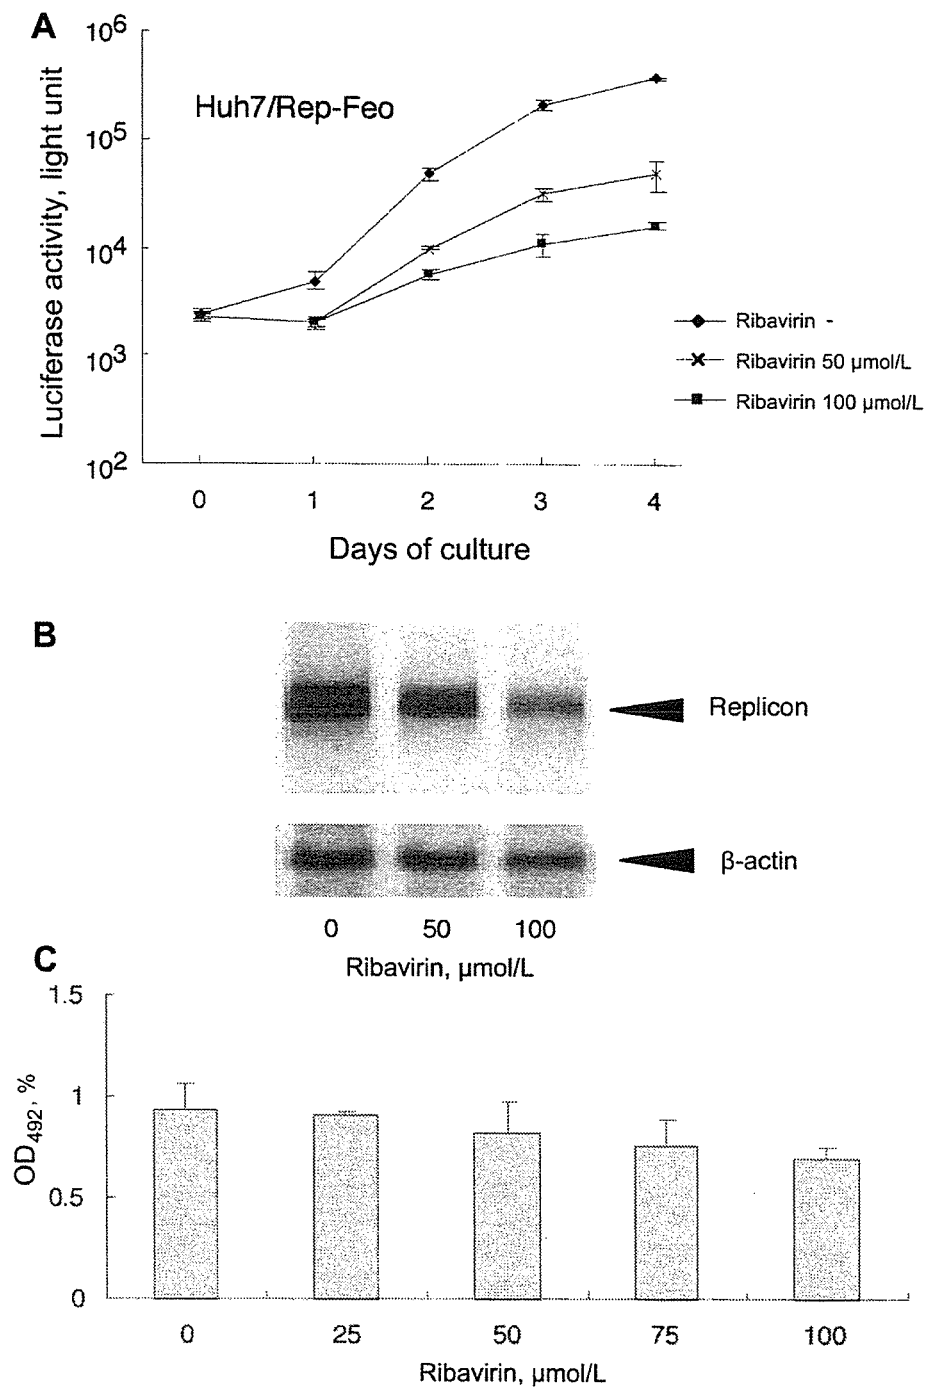 A
Huh7/Rep-Feo
Luciferase activity, light unit
10⁶
10⁵
10⁴
10³
10²
0 1 2 3 4
Days of culture
Ribavirin -
Ribavirin 50 µmol/L
Ribavirin 100 µmol/L
B
Replicon
β-actin
0 50 100
Ribavirin, µmol/L
C
OD₄₉₂, %
1.5
1
0.5
0
0 25 50 75 100
Ribavirin, µmol/L